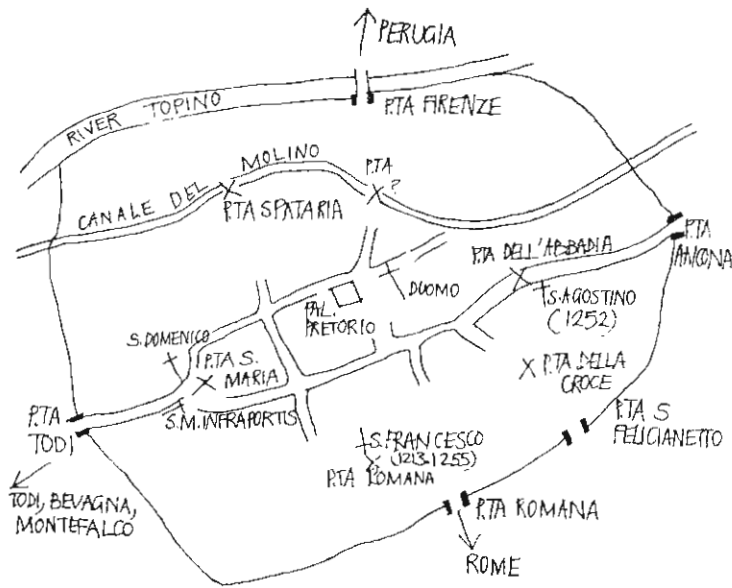 PERUGIA
RIVER TOPINO
P.TA FIRENZE
CANALE DEL MOLINO
P.TA
?
P.TA SPATARIA
P.TA
ANCONA
P.TA DELL'ABBADIA
DUOMO
S. AGOSTINO
(1252)
PAL.
PRETORIO
S. DOMENICO
P.TA S.
MARIA
P.TA DELLA
CROCE
P.TA
TODI
S.M. INFRAPORTIS
P.TA S
FELICIANETTO
S. FRANCESCO
(1213-1255)
P.TA ROMANA
TODI, BEVAGNA,
MONTEFALCO
P.TA ROMANA
ROME